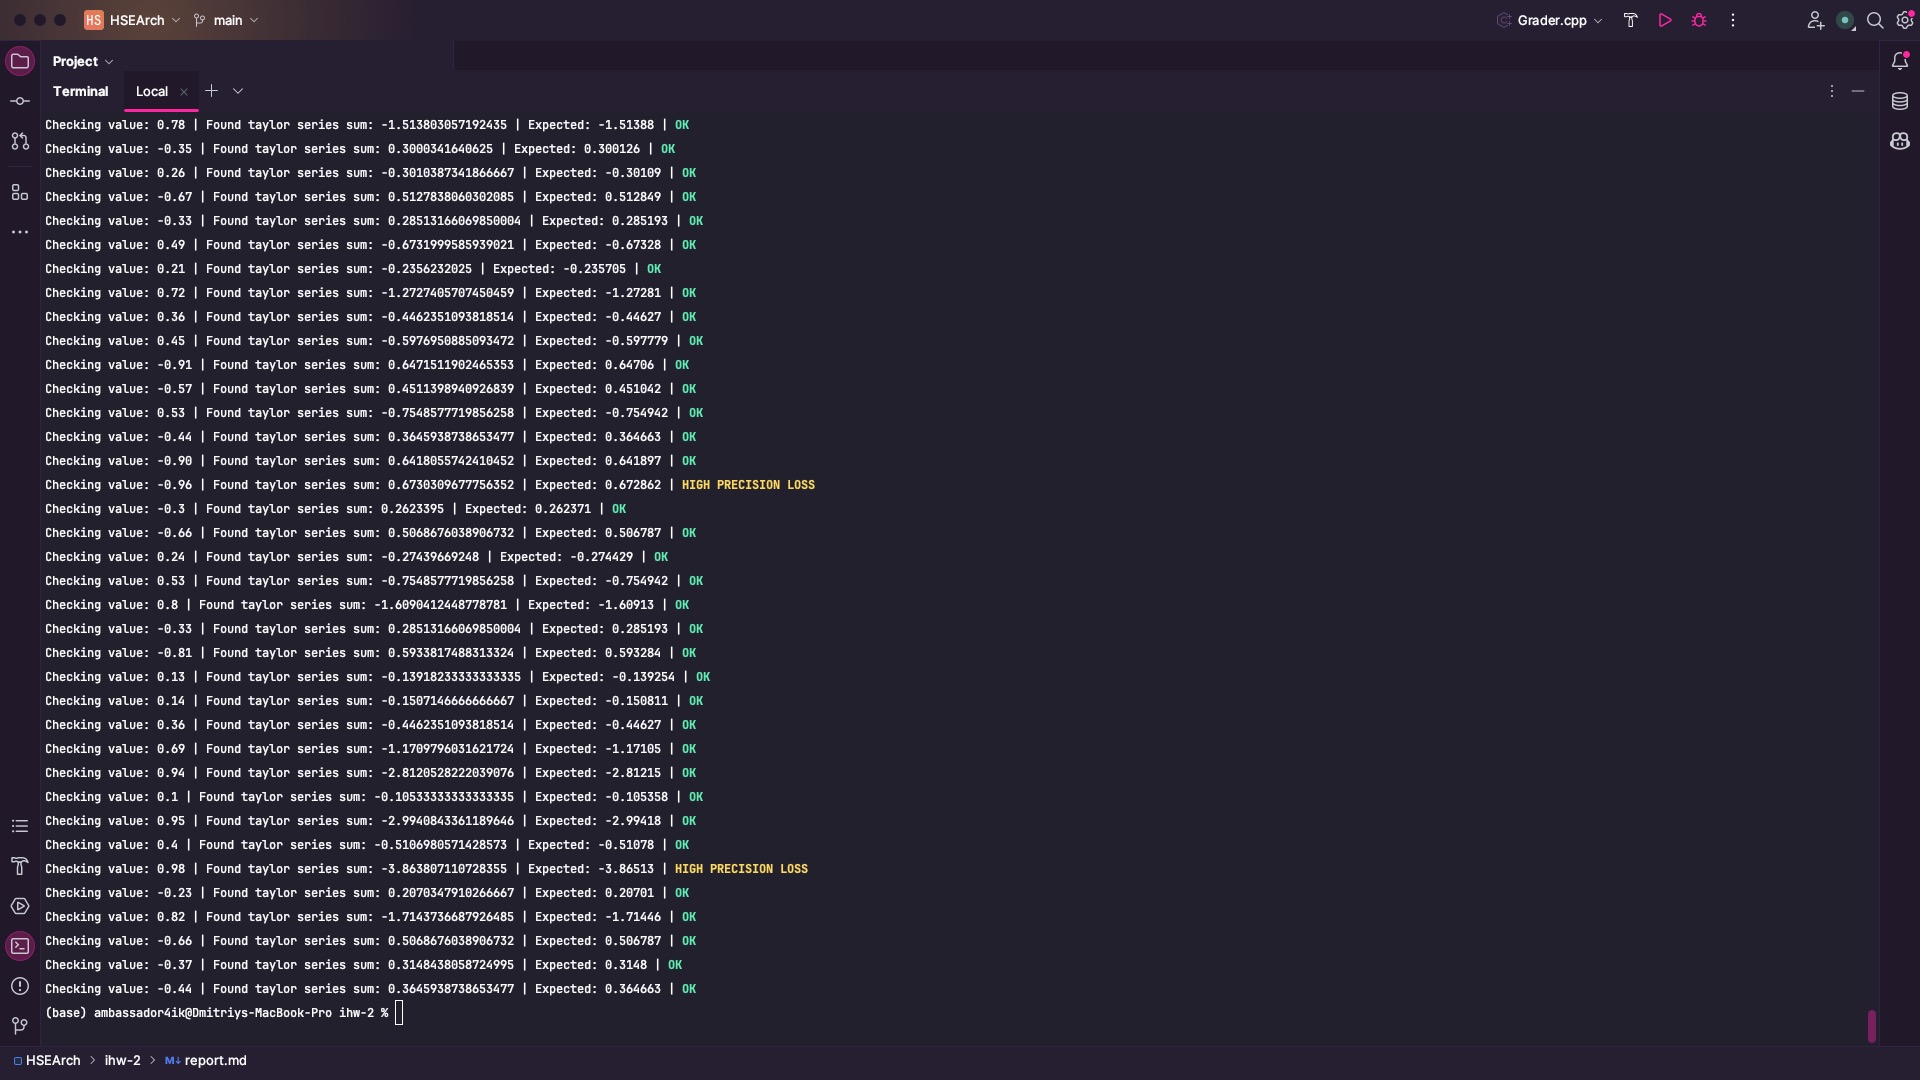 HS HSEArch main Grader.cpp
Project
Terminal Local
Checking value: 0.78 | Found taylor series sum: -1.513803057192435 | Expected: -1.51388 | OK
Checking value: -0.35 | Found taylor series sum: 0.3000341640625 | Expected: 0.300126 | OK
Checking value: 0.26 | Found taylor series sum: -0.3010387341866667 | Expected: -0.30109 | OK
Checking value: -0.67 | Found taylor series sum: 0.5127838060302085 | Expected: 0.512849 | OK
Checking value: -0.33 | Found taylor series sum: 0.28513166069850004 | Expected: 0.285193 | OK
Checking value: 0.49 | Found taylor series sum: -0.6731999585939021 | Expected: -0.67328 | OK
Checking value: 0.21 | Found taylor series sum: -0.2356232025 | Expected: -0.235705 | OK
Checking value: 0.72 | Found taylor series sum: -1.2727405707450459 | Expected: -1.27281 | OK
Checking value: 0.36 | Found taylor series sum: -0.4462351093818514 | Expected: -0.44627 | OK
Checking value: 0.45 | Found taylor series sum: -0.5976950885093472 | Expected: -0.597779 | OK
Checking value: -0.91 | Found taylor series sum: 0.6471511902465353 | Expected: 0.64706 | OK
Checking value: -0.57 | Found taylor series sum: 0.4511398940926839 | Expected: 0.451042 | OK
Checking value: 0.53 | Found taylor series sum: -0.7548577719856258 | Expected: -0.754942 | OK
Checking value: -0.44 | Found taylor series sum: 0.3645938738653477 | Expected: 0.364663 | OK
Checking value: -0.90 | Found taylor series sum: 0.6418055742410452 | Expected: 0.641897 | OK
Checking value: -0.96 | Found taylor series sum: 0.6730309677756352 | Expected: 0.672862 | HIGH PRECISION LOSS
Checking value: -0.3 | Found taylor series sum: 0.2623395 | Expected: 0.262371 | OK
Checking value: -0.66 | Found taylor series sum: 0.5068676038906732 | Expected: 0.506787 | OK
Checking value: 0.24 | Found taylor series sum: -0.27439669248 | Expected: -0.274429 | OK
Checking value: 0.53 | Found taylor series sum: -0.7548577719856258 | Expected: -0.754942 | OK
Checking value: 0.8 | Found taylor series sum: -1.6090412448778781 | Expected: -1.60913 | OK
Checking value: -0.33 | Found taylor series sum: 0.28513166069850004 | Expected: 0.285193 | OK
Checking value: -0.81 | Found taylor series sum: 0.5933817488313324 | Expected: 0.593284 | OK
Checking value: 0.13 | Found taylor series sum: -0.13918233333333335 | Expected: -0.139254 | OK
Checking value: 0.14 | Found taylor series sum: -0.1507146666666667 | Expected: -0.150811 | OK
Checking value: 0.36 | Found taylor series sum: -0.4462351093818514 | Expected: -0.44627 | OK
Checking value: 0.69 | Found taylor series sum: -1.1709796031621724 | Expected: -1.17105 | OK
Checking value: 0.94 | Found taylor series sum: -2.8120528222039076 | Expected: -2.81215 | OK
Checking value: 0.1 | Found taylor series sum: -0.10533333333333335 | Expected: -0.105358 | OK
Checking value: 0.95 | Found taylor series sum: -2.9940843361189646 | Expected: -2.99418 | OK
Checking value: 0.4 | Found taylor series sum: -0.5106980571428573 | Expected: -0.51078 | OK
Checking value: 0.98 | Found taylor series sum: -3.863807110728355 | Expected: -3.86513 | HIGH PRECISION LOSS
Checking value: -0.23 | Found taylor series sum: 0.2070347910266667 | Expected: 0.20701 | OK
Checking value: 0.82 | Found taylor series sum: -1.7143736687926485 | Expected: -1.71446 | OK
Checking value: -0.66 | Found taylor series sum: 0.5068676038906732 | Expected: 0.506787 | OK
Checking value: -0.37 | Found taylor series sum: 0.3148438058724995 | Expected: 0.3148 | OK
Checking value: -0.44 | Found taylor series sum: 0.3645938738653477 | Expected: 0.364663 | OK
(base) ambassador4ik@Dmitriys-MacBook-Pro ihw-2 %
HSEArch > ihw-2 > M↓ report.md